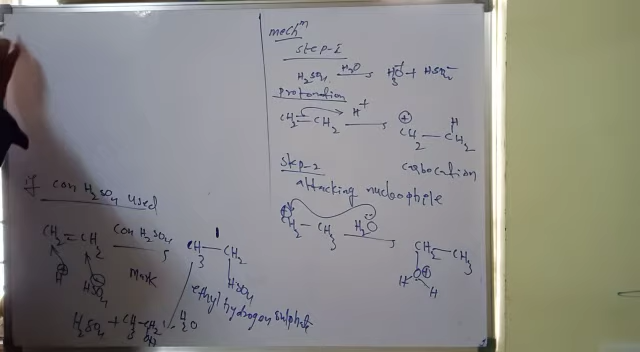 mechⁿ
step-I
H₂SO₄ H₂O → H₃O⁺ + HSO₄⁻
protonation
CH₂=CH₂ H⁺ → ⊕
CH₂ — CH₂
H
carbocation
step-2
attacking nucleophele
⊕
CH₂ — CH₃ H₂O → CH₂ — CH₃
O⊕
H H
if con H₂SO₄ used
CH₂=CH₂ con H₂SO₄ → CH₃ — CH₂
HSO₄
H⊕
HSO₄
ethyl hydrogen sulphate
H₂SO₄ + CH₃-CH₂ H₂O
OH